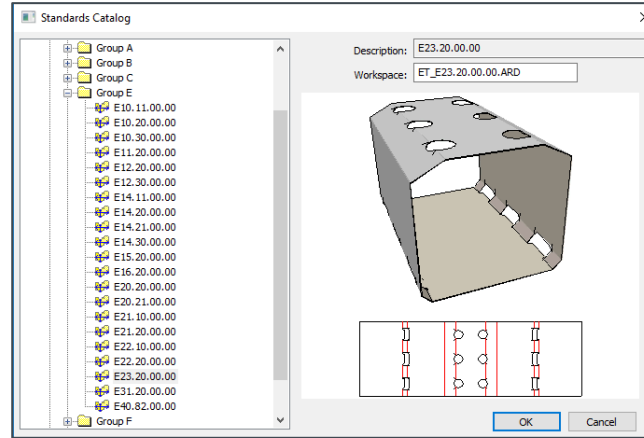 Standards Catalog
Group A
Group B
Group C
Group E
E10.11.00.00
E10.20.00.00
E10.30.00.00
E11.20.00.00
E12.20.00.00
E12.30.00.00
E14.11.00.00
E14.20.00.00
E14.21.00.00
E14.30.00.00
E15.20.00.00
E16.20.00.00
E20.20.00.00
E20.21.00.00
E21.10.00.00
E21.20.00.00
E22.10.00.00
E22.20.00.00
E23.20.00.00
E31.20.00.00
E40.82.00.00
Group F
Description: E23.20.00.00
Workspace: ET_E23.20.00.00.ARD
OK Cancel